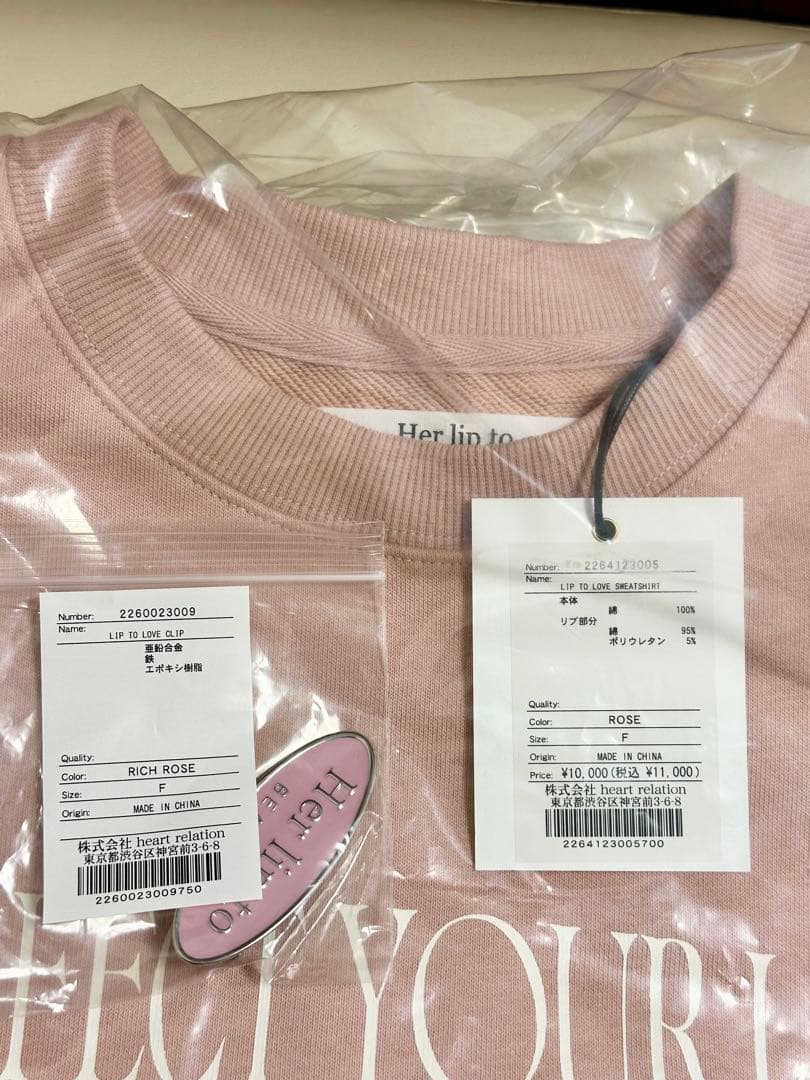 Her lip to
Number: 2264123005
Name: LIP TO LOVE SWEATSHIRT
本体
綿 100%
リブ部分
綿 95%
ポリウレタン 5%
Quality:
Color: ROSE
Size: F
Origin: MADE IN CHINA
Price: ¥10,000(税込 ¥11,000)
株式会社 heart relation
東京都渋谷区神宮前3-6-8
2264123005700
Number: 2260023009
Name: LIP TO LOVE CLIP
亜鉛合金
鉄
エポキシ樹脂
Quality:
Color: RICH ROSE
Size: F
Origin: MADE IN CHINA
株式会社 heart relation
東京都渋谷区神宮前3-6-8
2260023009750
Her lip to
BEA
FECT YOUR L